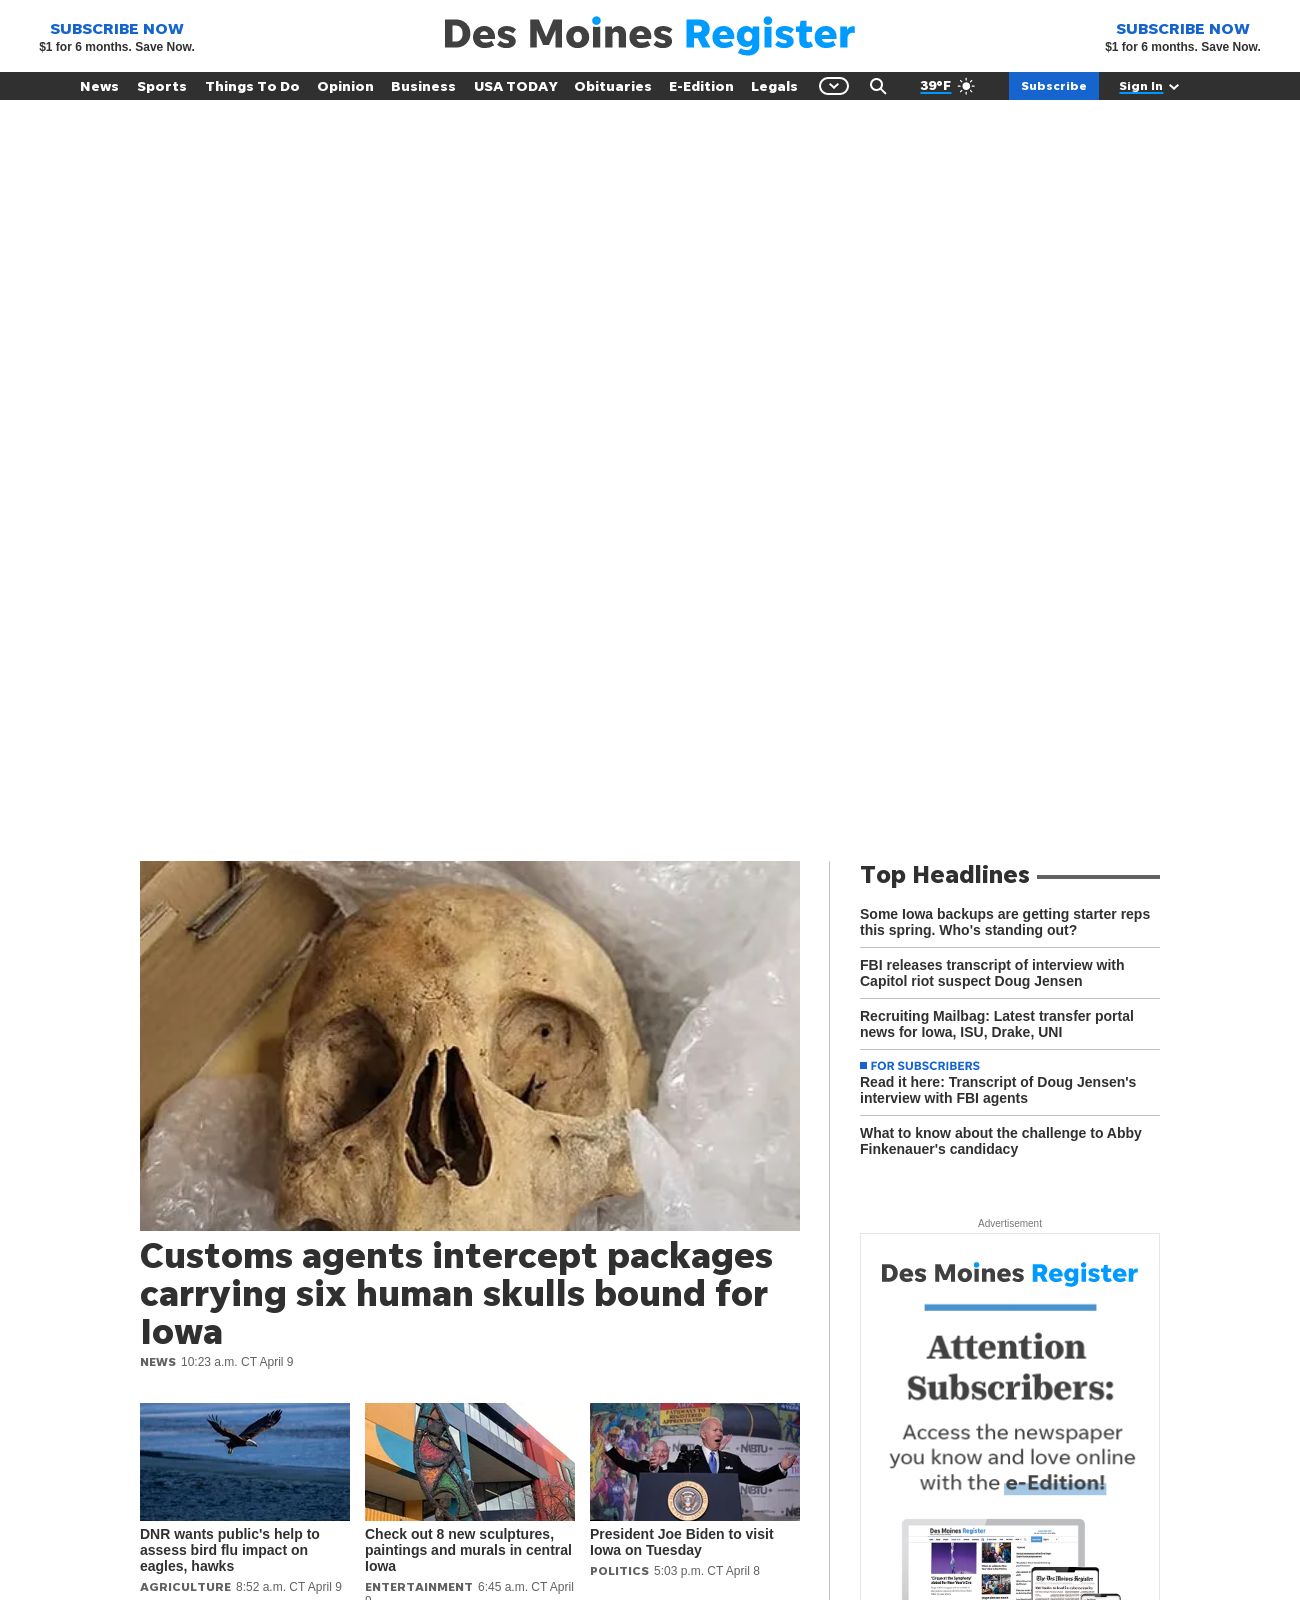 SUBSCRIBE NOW
$1 for 6 months. Save Now.
Des Moines Register
SUBSCRIBE NOW
$1 for 6 months. Save Now.
News Sports Things To Do Opinion Business USA TODAY Obituaries E-Edition Legals 39°F Subscribe Sign In
Customs agents intercept packages
carrying six human skulls bound for
Iowa
NEWS 10:23 a.m. CT April 9
DNR wants public's help to
assess bird flu impact on
eagles, hawks
AGRICULTURE 8:52 a.m. CT April 9
Check out 8 new sculptures,
paintings and murals in central
Iowa
ENTERTAINMENT 6:45 a.m. CT April
NIBTU
NIBTU
President Joe Biden to visit
Iowa on Tuesday
POLITICS 5:03 p.m. CT April 8
Top Headlines
Some Iowa backups are getting starter reps
this spring. Who's standing out?
FBI releases transcript of interview with
Capitol riot suspect Doug Jensen
Recruiting Mailbag: Latest transfer portal
news for Iowa, ISU, Drake, UNI
FOR SUBSCRIBERS
Read it here: Transcript of Doug Jensen's
interview with FBI agents
What to know about the challenge to Abby
Finkenauer's candidacy
Advertisement
Des Moines Register
Attention
Subscribers:
Access the newspaper
you know and love online
with the e-Edition!
Des Moines Register
The Des Moines Register